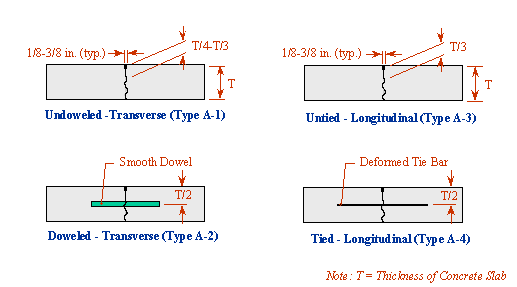 1/8-3/8 in. (typ.)
T/4-T/3
T
Undoweled -Transverse (Type A-1)
1/8-3/8 in. (typ.)
T/3
T
Untied - Longitudinal (Type A-3)
Smooth Dowel
T/2
Doweled - Transverse (Type A-2)
Deformed Tie Bar
T/2
Tied - Longitudinal (Type A-4)
Note: T = Thickness of Concrete Slab